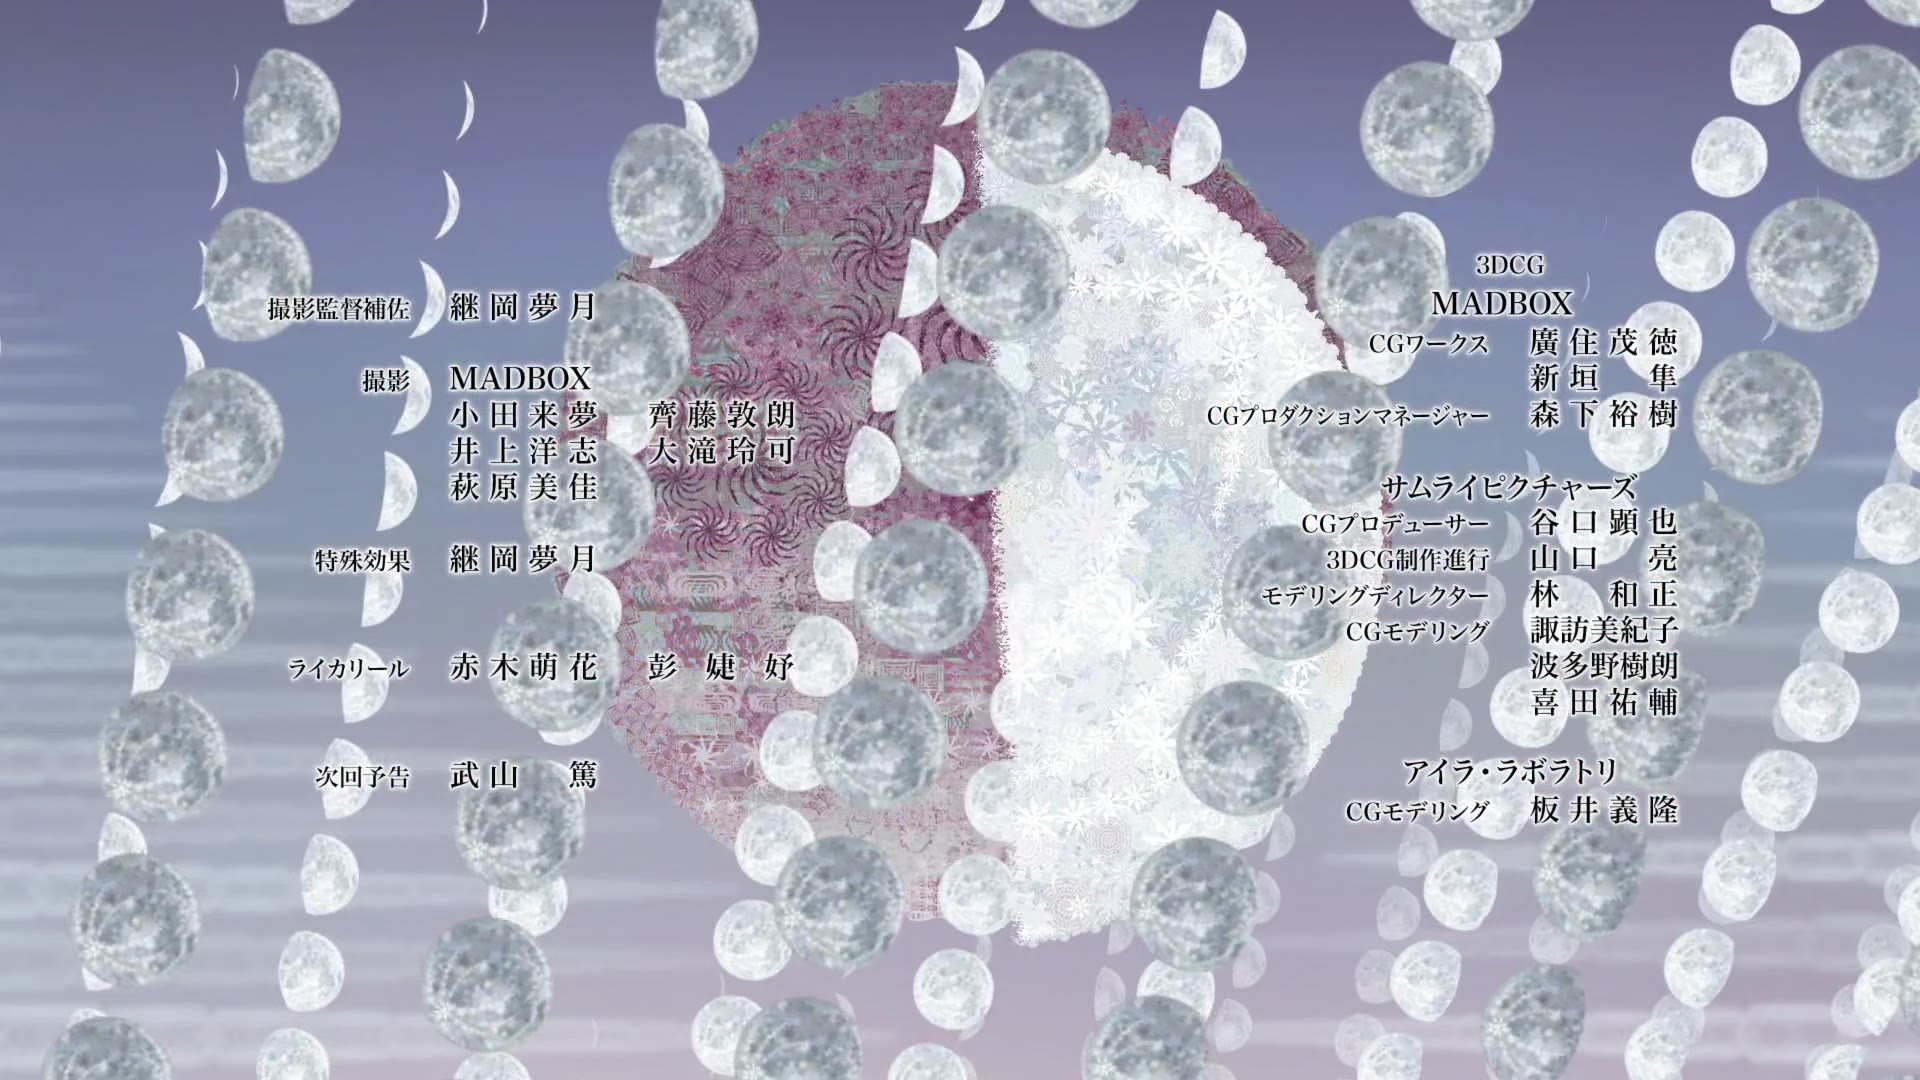 撮影監督補佐 継岡夢月
撮影 MADBOX
小田来夢 齊藤敦朗
井上洋志 大滝玲可
萩原美佳
特殊効果 継岡夢月
ライカリール 赤木萌花 彭婕妤
次回予告 武山 篤
3DCG
MADBOX
CGワークス 廣住茂徳
新垣 隼
CGプロダクションマネージャー 森下裕樹
サムライピクチャーズ
CGプロデューサー 谷口顕也
3DCG制作進行 山口 亮
モデリングディレクター 林 和正
CGモデリング 諏訪美紀子
波多野樹朗
喜田祐輔
アイラ・ラボラトリ
CGモデリング 板井義隆